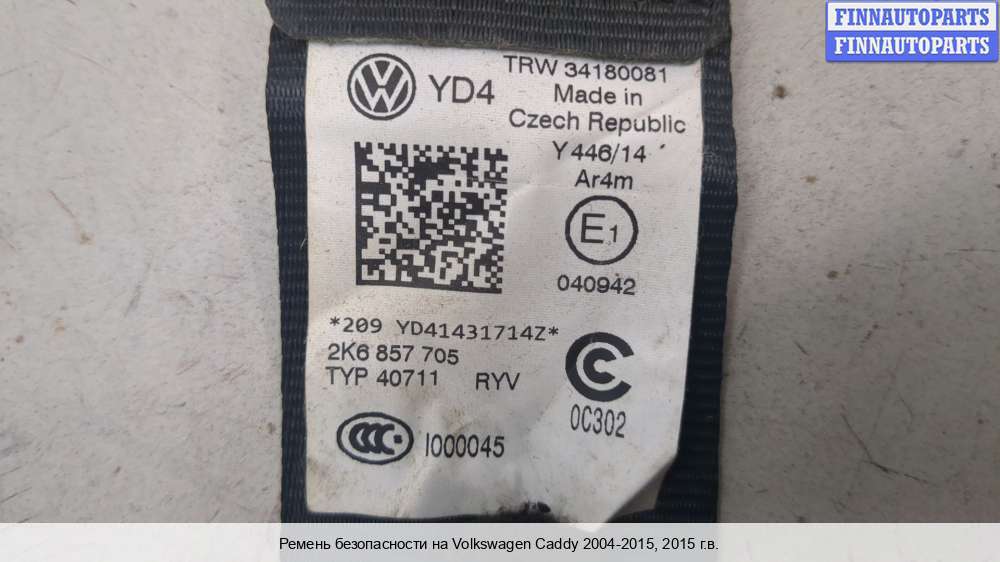 FINNAUTOPARTS
FINNAUTOPARTS
YD4
TRW 34180081
Made in
Czech Republic
Y 446/14
Ar4m
E1
040942
*209 YD41431714Z*
2K6 857 705
TYP 40711 RYV
0C302
I000045
Ремень безопасности на Volkswagen Caddy 2004-2015, 2015 г.в.